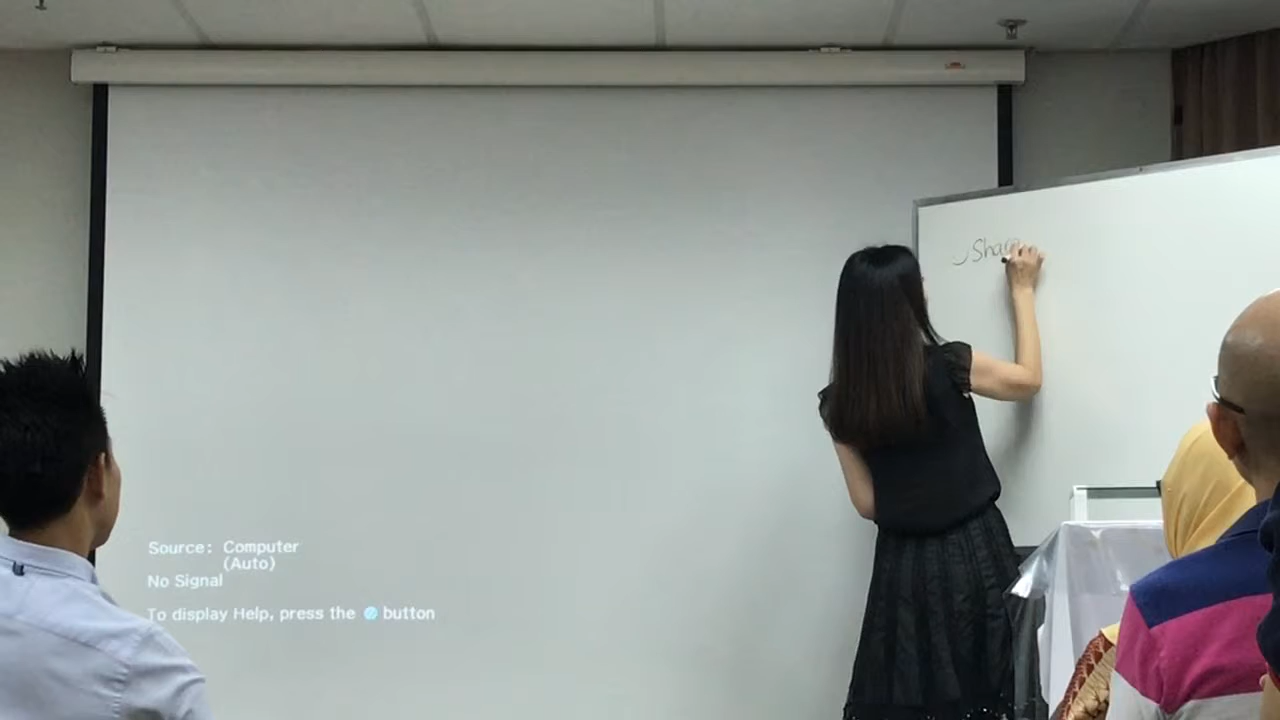 Source: Computer
(Auto)
No Signal
To display Help, press the button